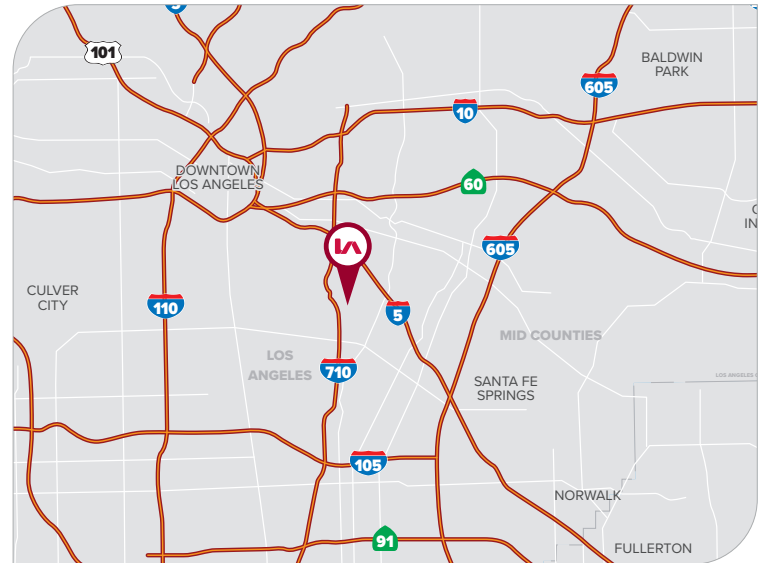 5
101
BALDWIN
PARK
605
10
DOWNTOWN
LOS ANGELES
60
605
CULVER
CITY
110
5
MID COUNTIES
LOS
ANGELES
710
SANTA FE
SPRINGS
105
NORWALK
91
FULLERTON